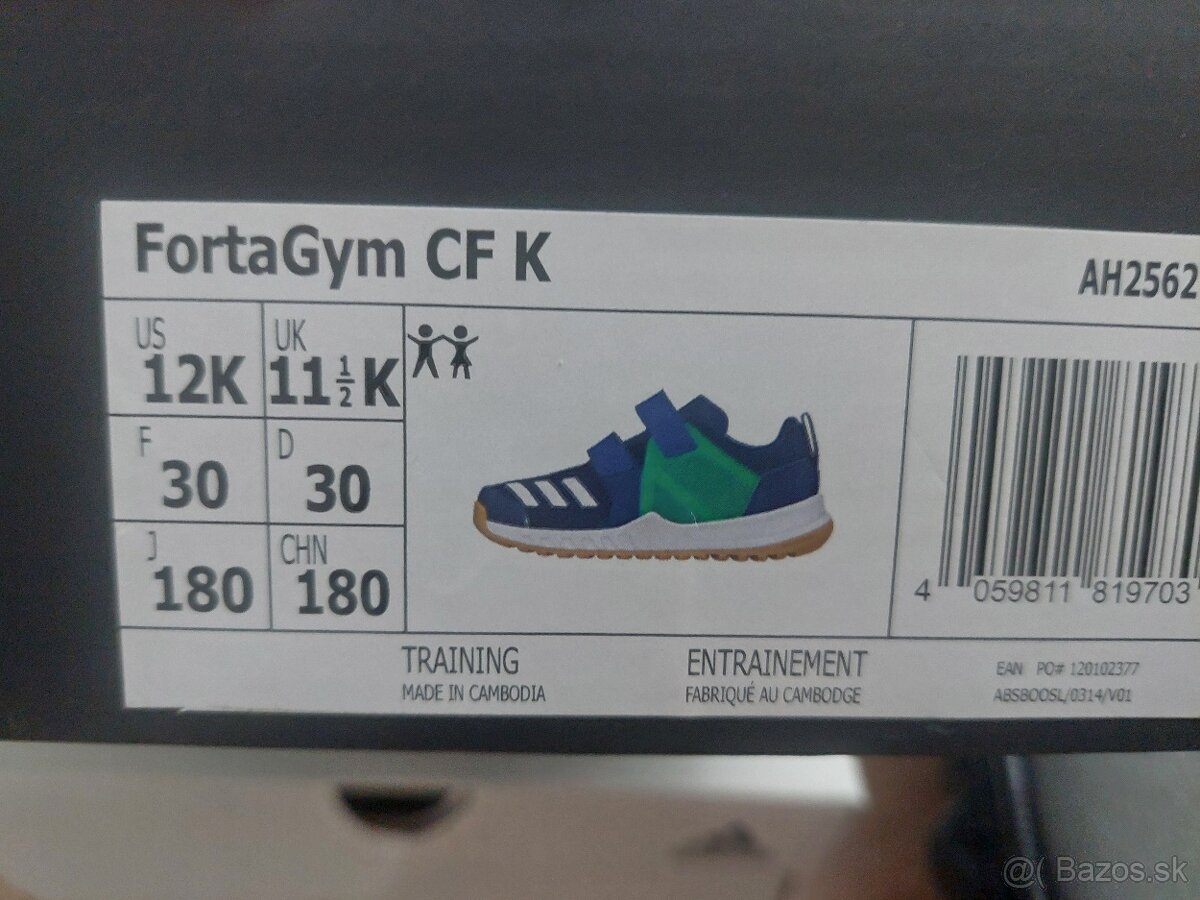 FortaGym CF K
AH2562
US
12K
UK
11½K
F
30
D
30
J
180
CHN
180
4 059811 819703
TRAINING
MADE IN CAMBODIA
ENTRAINEMENT
FABRIQUÉ AU CAMBODGE
EAN PO# 120102377
ABSBOOSL/0314/V01
@( Bazos.sk